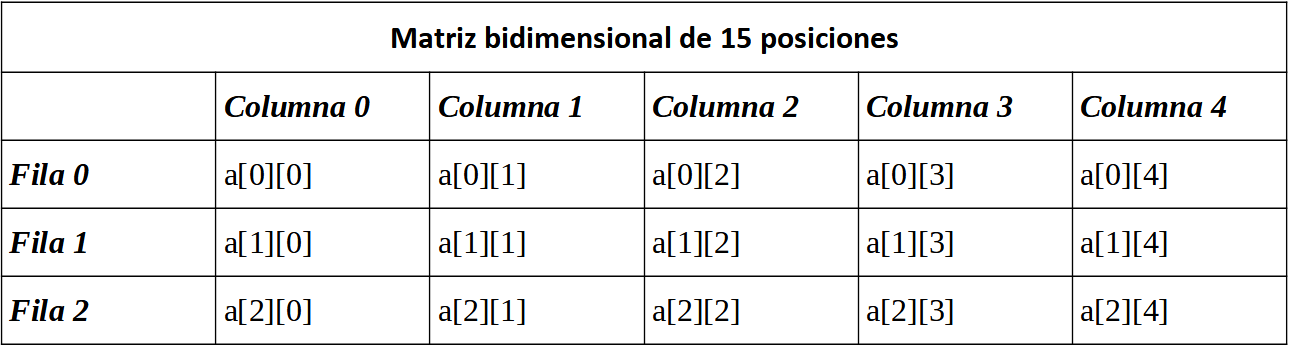 Matriz bidimensional de 15 posiciones
Columna 0 Columna 1 Columna 2 Columna 3 Columna 4
Fila 0 a[0][0] a[0][1] a[0][2] a[0][3] a[0][4]
Fila 1 a[1][0] a[1][1] a[1][2] a[1][3] a[1][4]
Fila 2 a[2][0] a[2][1] a[2][2] a[2][3] a[2][4]